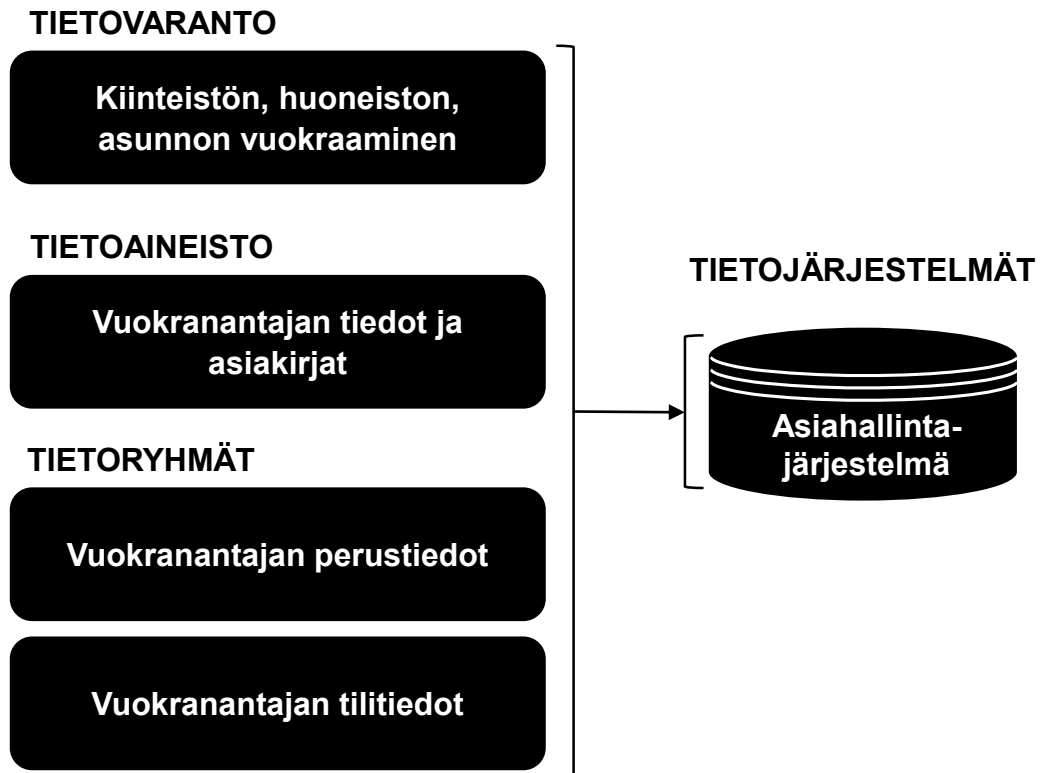 TIETOVARANTO
Kiinteistön, huoneiston,
asunnon vuokraaminen
TIETOAINEISTO
Vuokranantajan tiedot ja
asiakirjat
TIETORYHMÄT
Vuokranantajan perustiedot
Vuokranantajan tilitiedot
TIETOJÄRJESTELMÄT
Asiahallinta-
järjestelmä